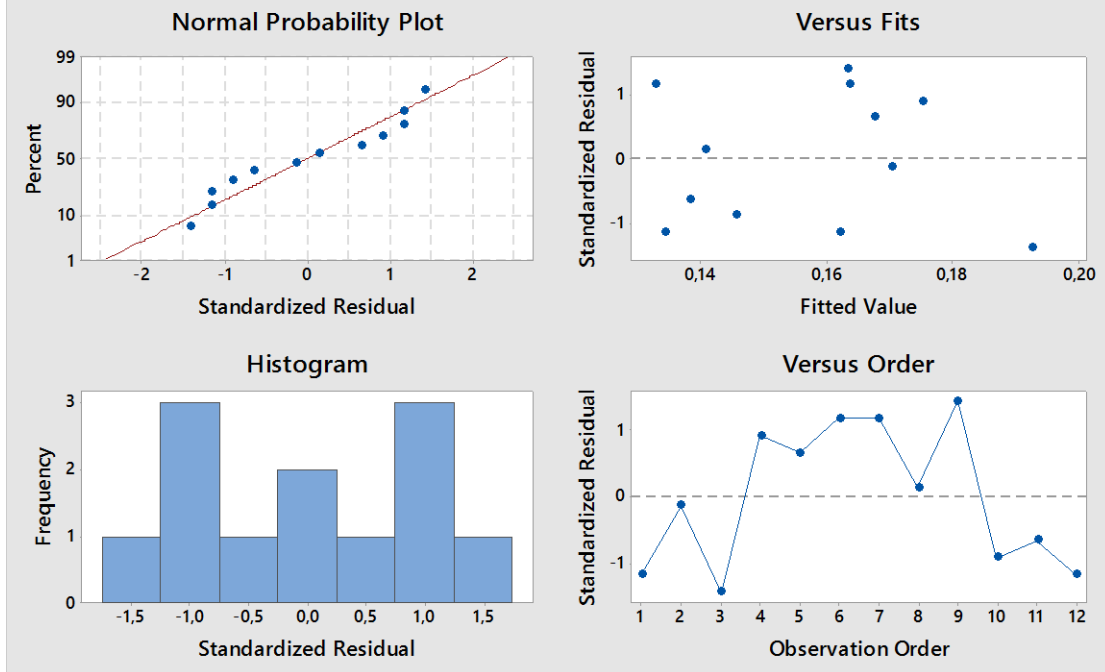 Normal Probability Plot
99
90
50
10
1
Percent
-2 -1 0 1 2
Standardized Residual
Versus Fits
1
0
-1
Standardized Residual
0,14 0,16 0,18 0,20
Fitted Value
Histogram
3
2
1
0
Frequency
-1,5 -1,0 -0,5 0,0 0,5 1,0 1,5
Standardized Residual
Versus Order
1
0
-1
Standardized Residual
1 2 3 4 5 6 7 8 9 10 11 12
Observation Order